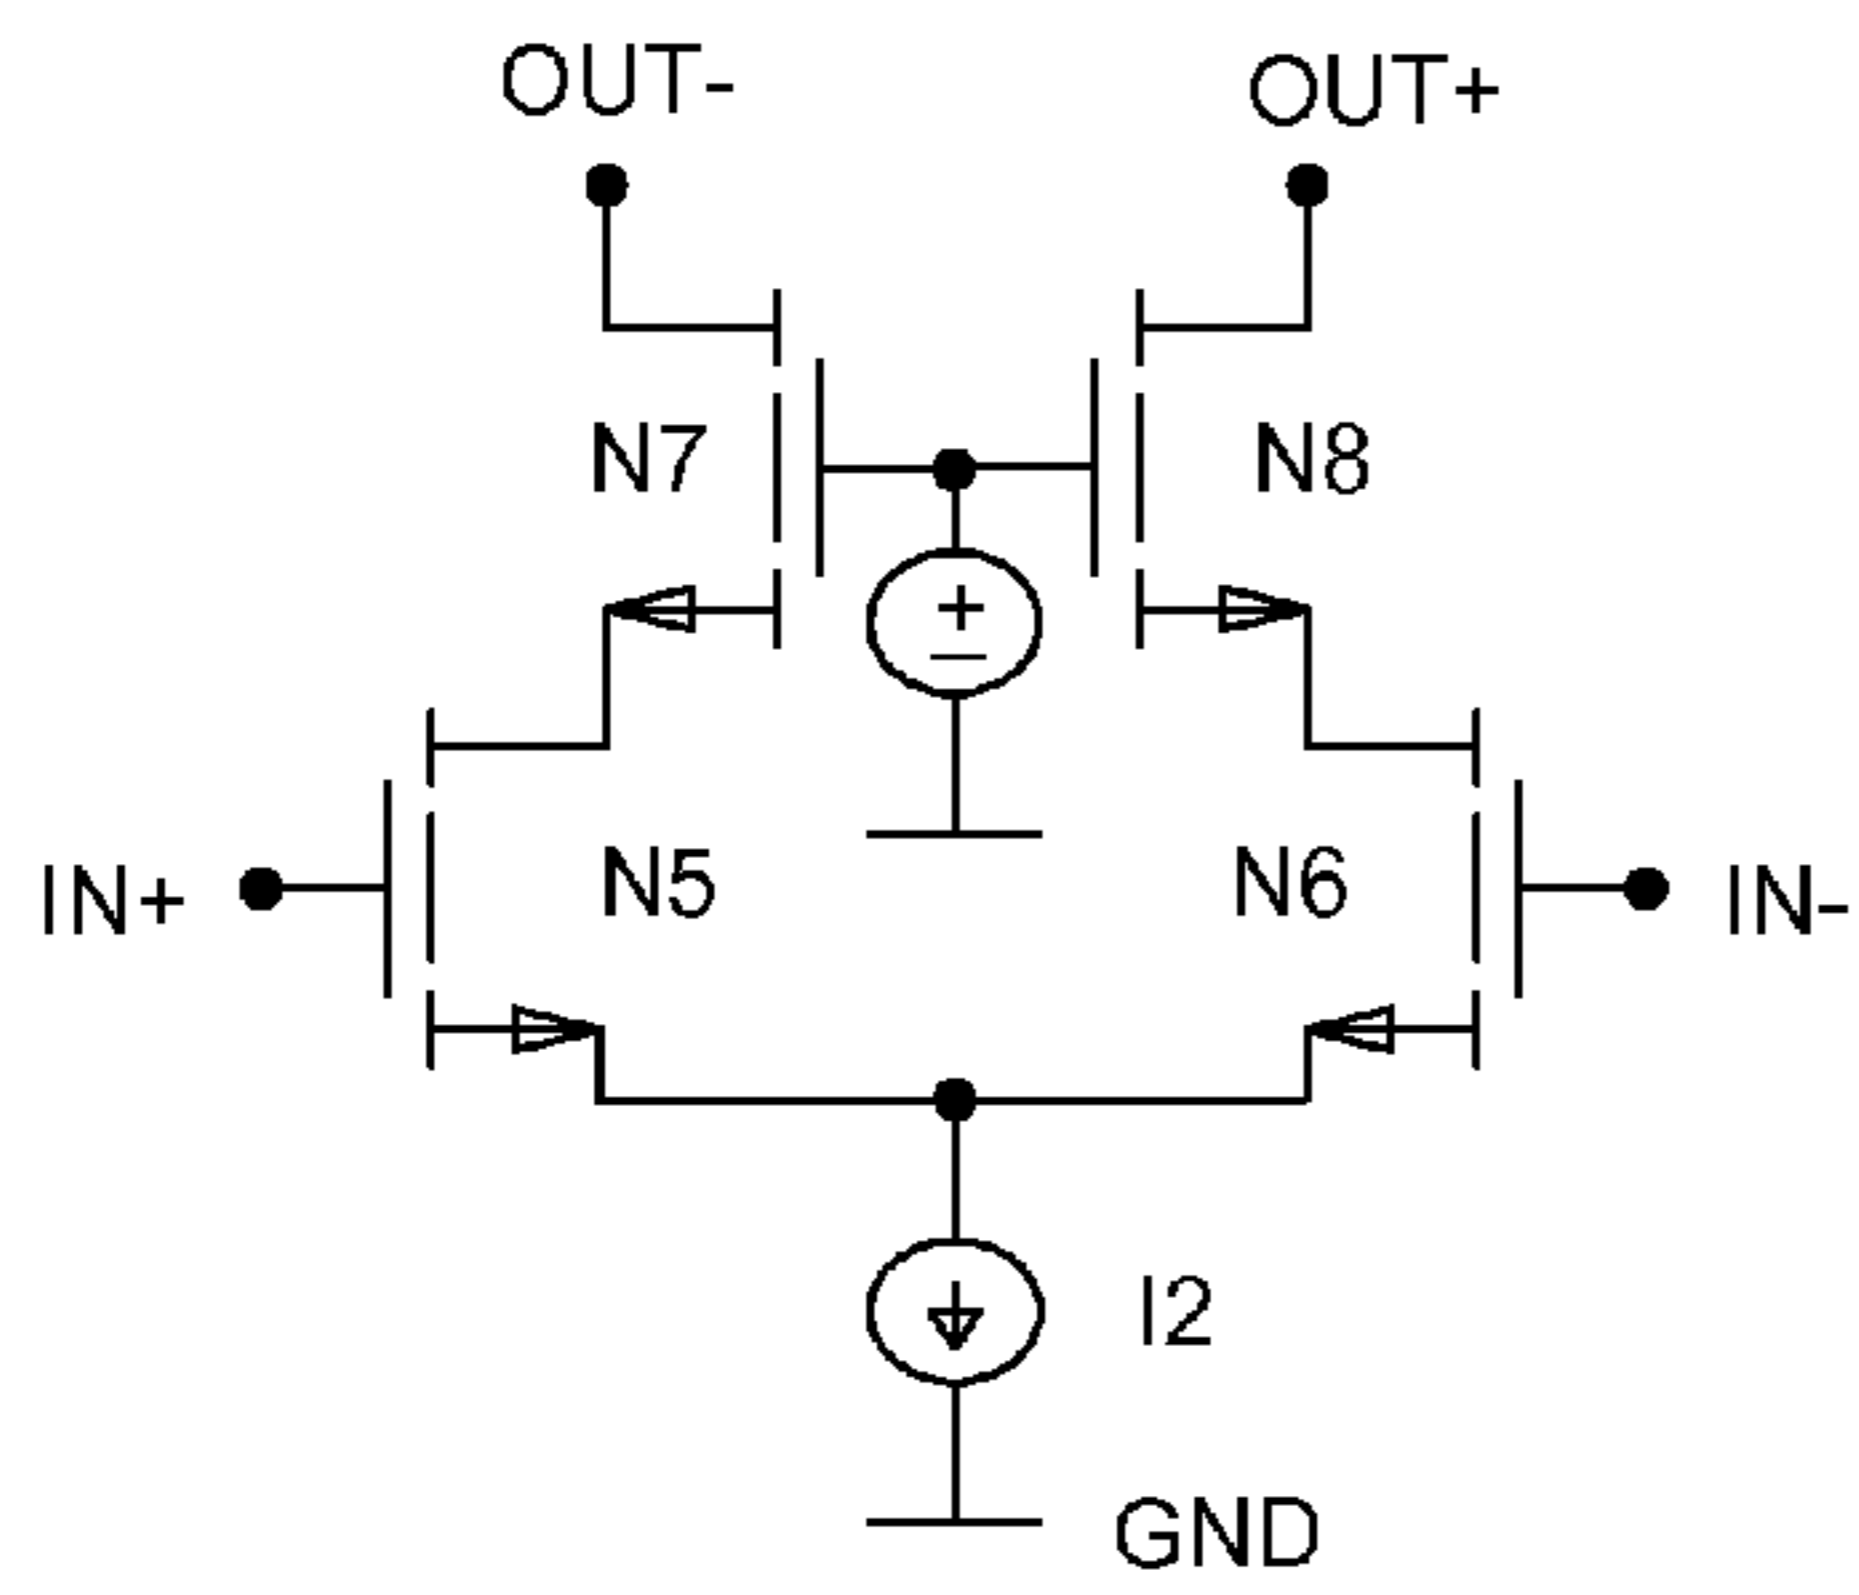 OUT-
OUT+
N7
N8
+
–
IN+
N5
N6
IN-
I2
GND